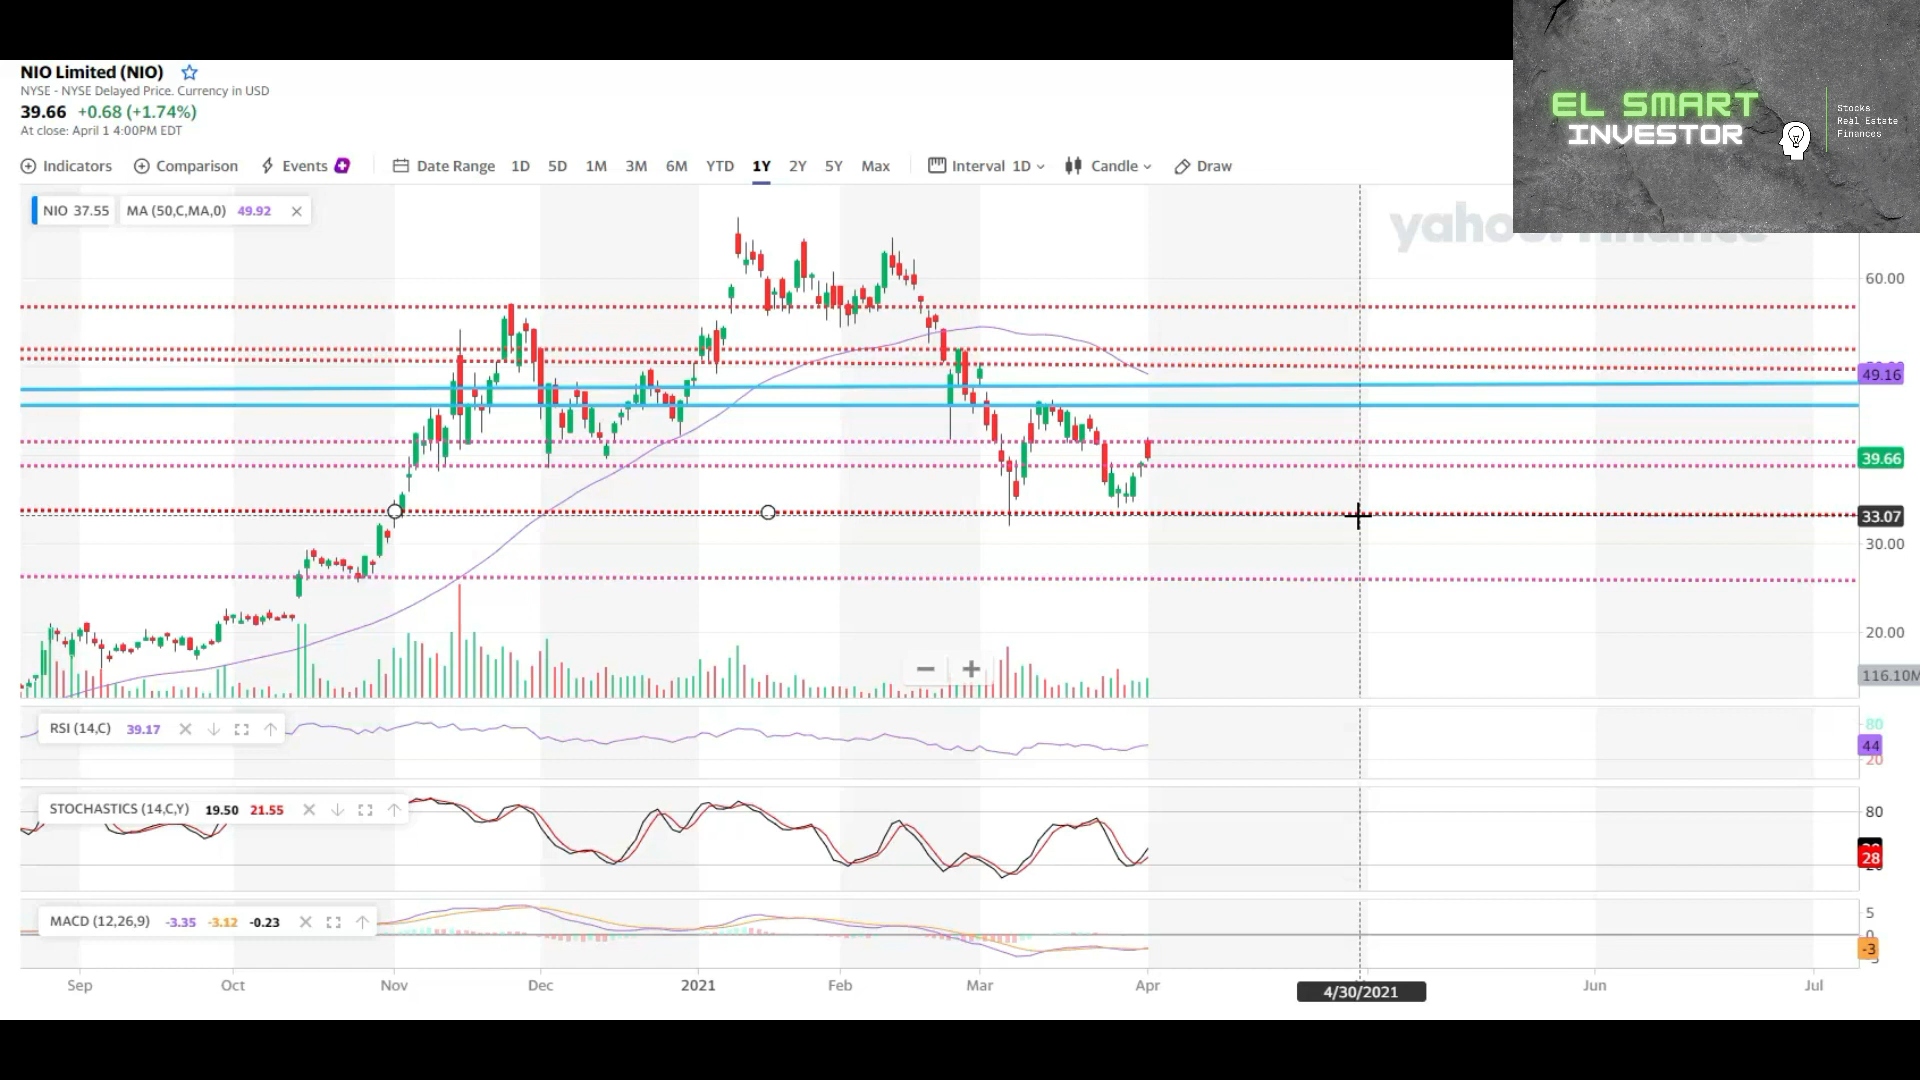 NIO Limited (NIO)
NYSE - NYSE Delayed Price. Currency in USD
39.66 +0.68 (+1.74%)
At close: April 1 4:00PM EDT
EL SMART
INVESTOR
Stocks
Real Estate
Finances
Indicators Comparison Events Date Range 1D 5D 1M 3M 6M YTD 1Y 2Y 5Y Max Interval 1D Candle Draw
NIO 37.55 MA (50,C,MA,0) 49.92
60.00
49.16
39.66
33.07
30.00
20.00
116.10M
RSI (14,C) 39.17
80
44
20
STOCHASTICS (14,C,Y) 19.50 21.55
80
28
MACD (12,26,9) -3.35 -3.12 -0.23
5
0
-3
Sep Oct Nov Dec 2021 Feb Mar Apr 4/30/2021 Jun Jul